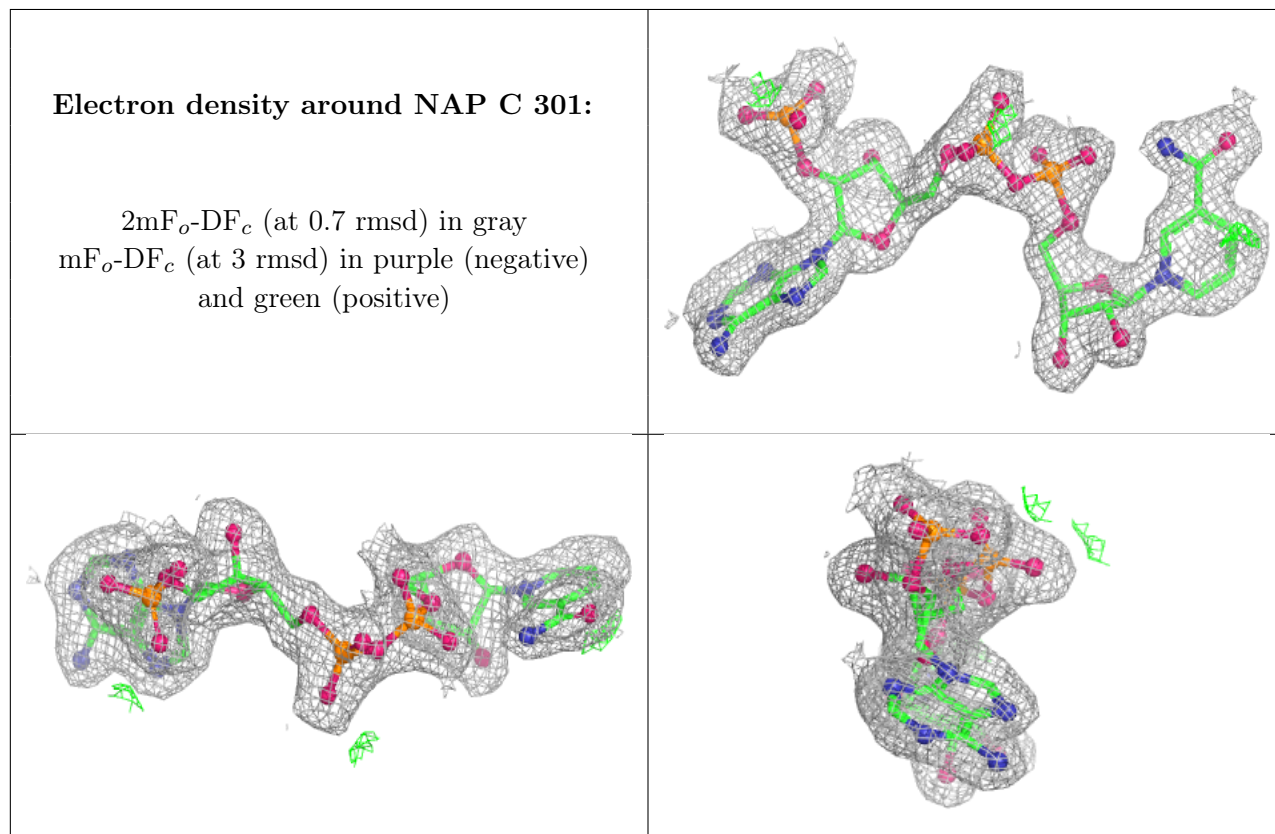 Electron density around NAP C 301:
2mFo-DFc (at 0.7 rmsd) in gray
mFo-DFc (at 3 rmsd) in purple (negative)
and green (positive)